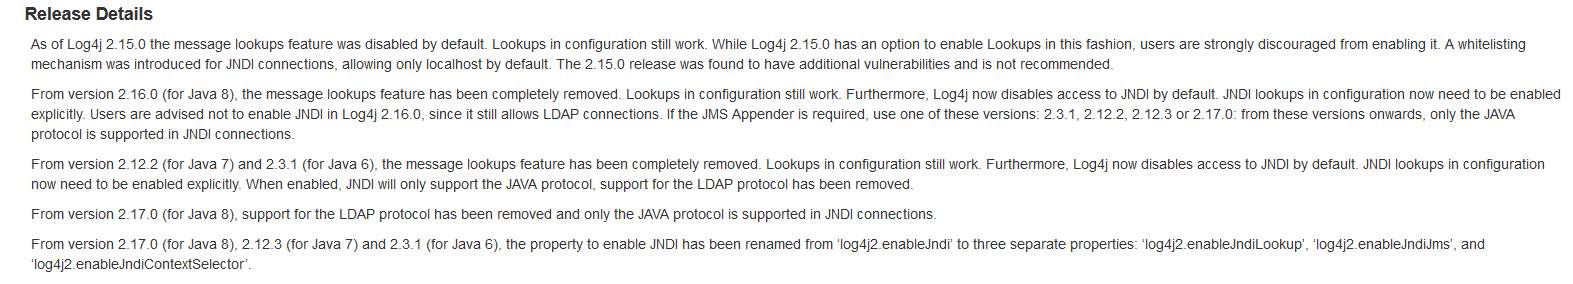 Release Details
As of Log4j 2.15.0 the message lookups feature was disabled by default. Lookups in configuration still work. While Log4j 2.15.0 has an option to enable Lookups in this fashion, users are strongly discouraged from enabling it. A whitelisting
mechanism was introduced for JNDI connections, allowing only localhost by default. The 2.15.0 release was found to have additional vulnerabilities and is not recommended.
From version 2.16.0 (for Java 8), the message lookups feature has been completely removed. Lookups in configuration still work. Furthermore, Log4j now disables access to JNDI by default. JNDI lookups in configuration now need to be enabled
explicitly. Users are advised not to enable JNDI in Log4j 2.16.0, since it still allows LDAP connections. If the JMS Appender is required, use one of these versions: 2.3.1, 2.12.2, 2.12.3 or 2.17.0: from these versions onwards, only the JAVA
protocol is supported in JNDI connections.
From version 2.12.2 (for Java 7) and 2.3.1 (for Java 6), the message lookups feature has been completely removed. Lookups in configuration still work. Furthermore, Log4j now disables access to JNDI by default. JNDI lookups in configuration
now need to be enabled explicitly. When enabled, JNDI will only support the JAVA protocol, support for the LDAP protocol has been removed.
From version 2.17.0 (for Java 8), support for the LDAP protocol has been removed and only the JAVA protocol is supported in JNDI connections.
From version 2.17.0 (for Java 8), 2.12.3 (for Java 7) and 2.3.1 (for Java 6), the property to enable JNDI has been renamed from ‘log4j2.enableJndi’ to three separate properties: ‘log4j2.enableJndiLookup’, ‘log4j2.enableJndiJms’, and
‘log4j2.enableJndiContextSelector’.